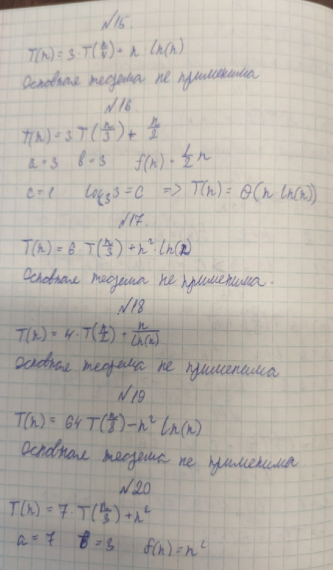 №15.
T(n) = 3 · T(n/4) + n ln(n)
Основная теорема не применима
№16
T(n) = 3 T(n/3) + n/2
a = 3 b = 3 f(n) = 1/2 n
c = 1 log₃3 = c => T(n) = Θ(n ln(n))
№17.
T(n) = 6 · T(n/3) + n² · ln(n)
Основная теорема не применима.
№18
T(n) = 4 · T(n/2) + n/ln(n)
Основная теорема не применима
№19
T(n) = 64 T(n/8) - n² ln(n)
Основная теорема не применима
№20
T(n) = 7 · T(n/3) + n²
a = 7 b = 3 f(n) = n²